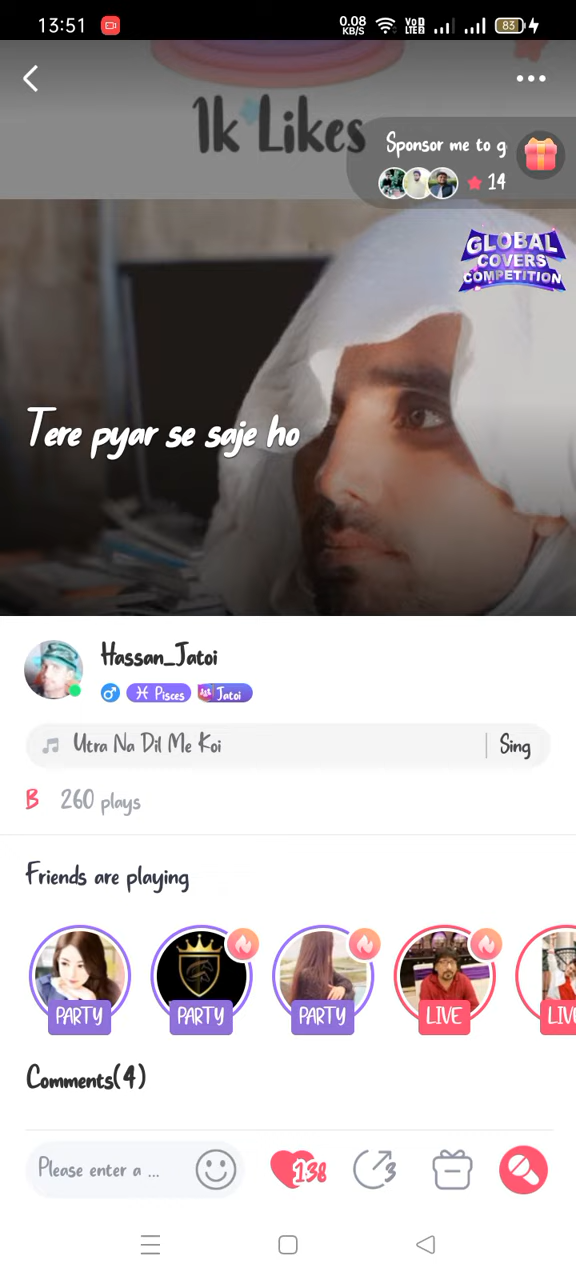 13:51
0.08 KB/S
Vo LTE 2
83
1k Likes
Sponsor me to g
14
GLOBAL
COVERS
COMPETITION
Tere pyar se saje ho
Hassan_Jatoi
Pisces
Jatoi
Utra Na Dil Me Koi
Sing
B 260 plays
Friends are playing
PARTY
PARTY
PARTY
LIVE
LIV
Comments(4)
Please enter a ...
138
3